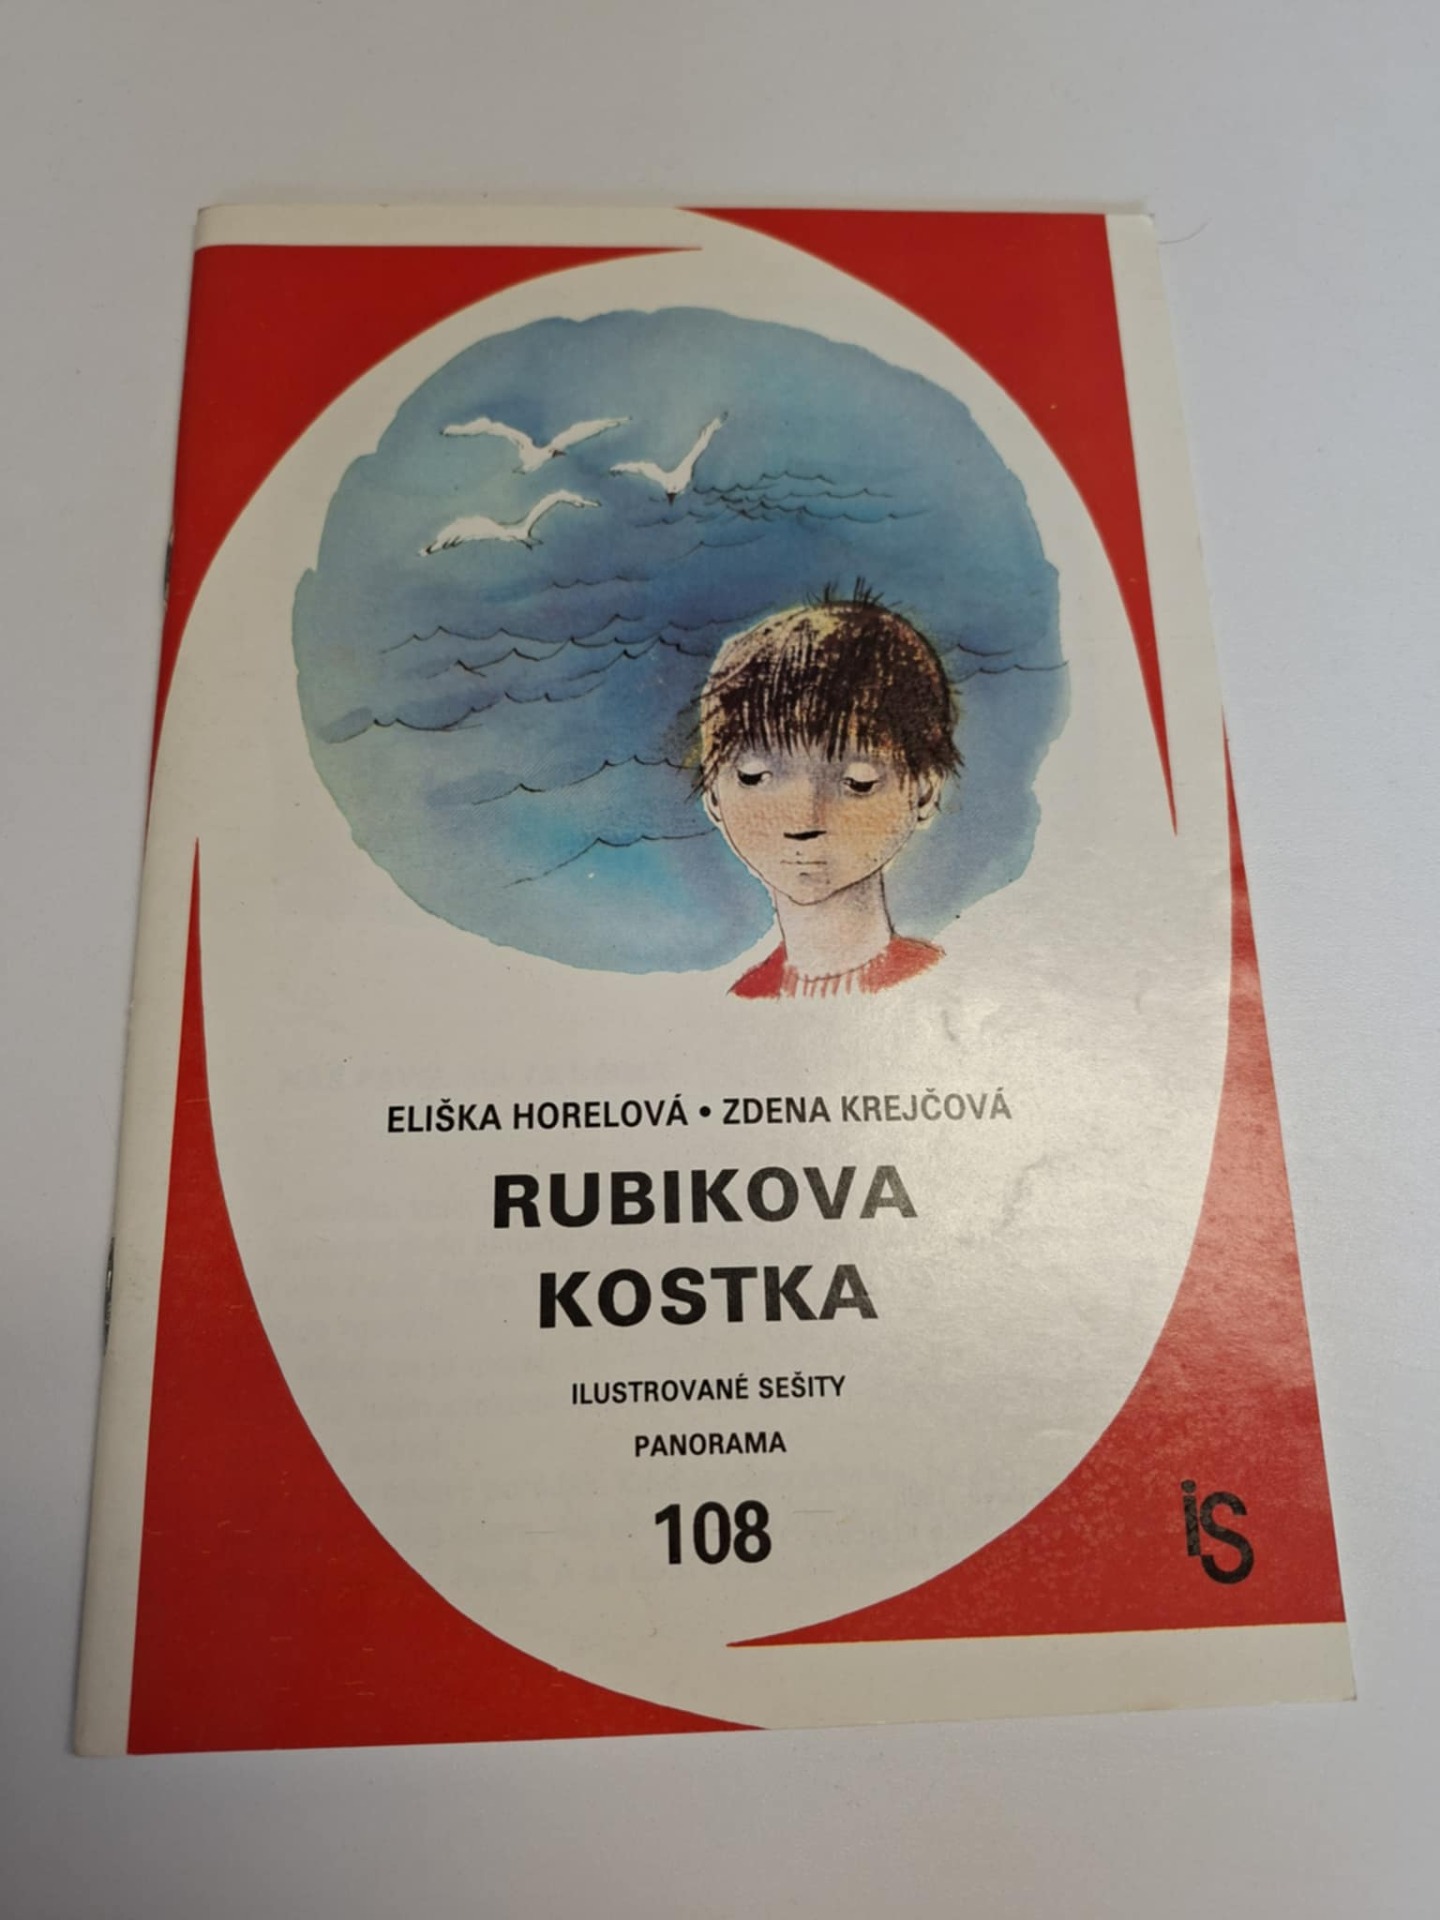 ELIŠKA HORELOVÁ • ZDENA KREJČOVÁ
RUBIKOVA
KOSTKA
ILUSTROVANÉ SEŠITY
PANORAMA
108
iS